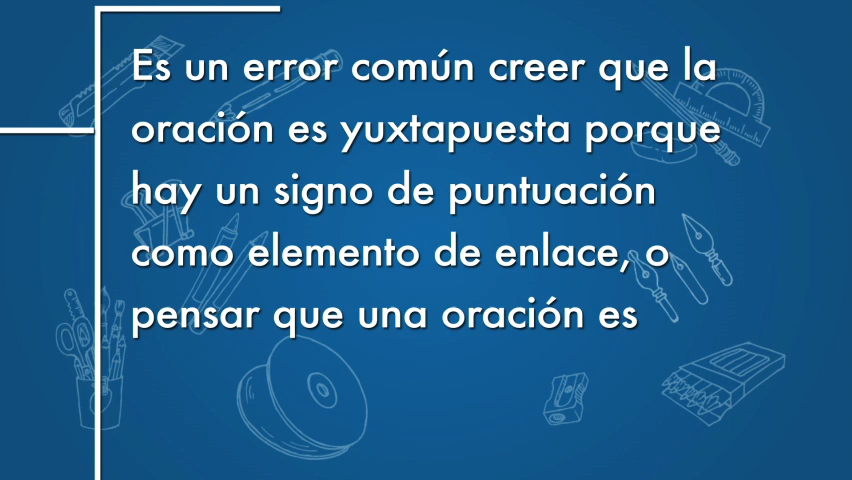 Es un error común creer que la
oración es yuxtapuesta porque
hay un signo de puntuación
como elemento de enlace, o
pensar que una oración es